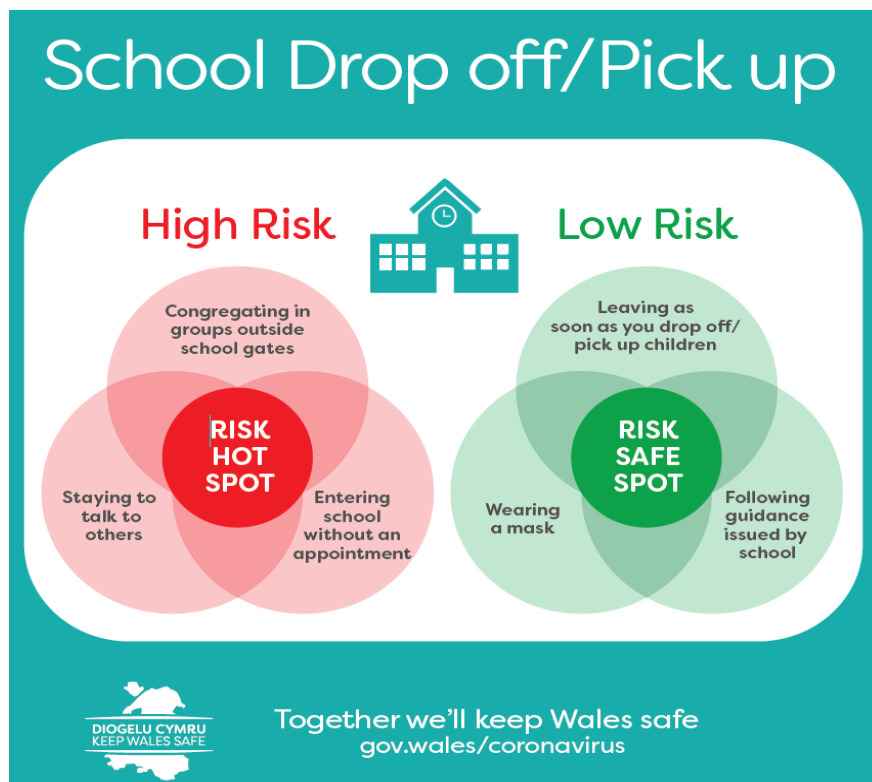 School Drop off/Pick up
High Risk
Congregating in
groups outside
school gates
RISK
HOT
SPOT
Staying to
talk to
others
Entering
school
without an
appointment
Low Risk
Leaving as
soon as you drop off/
pick up children
RISK
SAFE
SPOT
Wearing
a mask
Following
guidance
issued by
school
DIOGELU CYMRU
KEEP WALES SAFE
Together we'll keep Wales safe
gov.wales/coronavirus